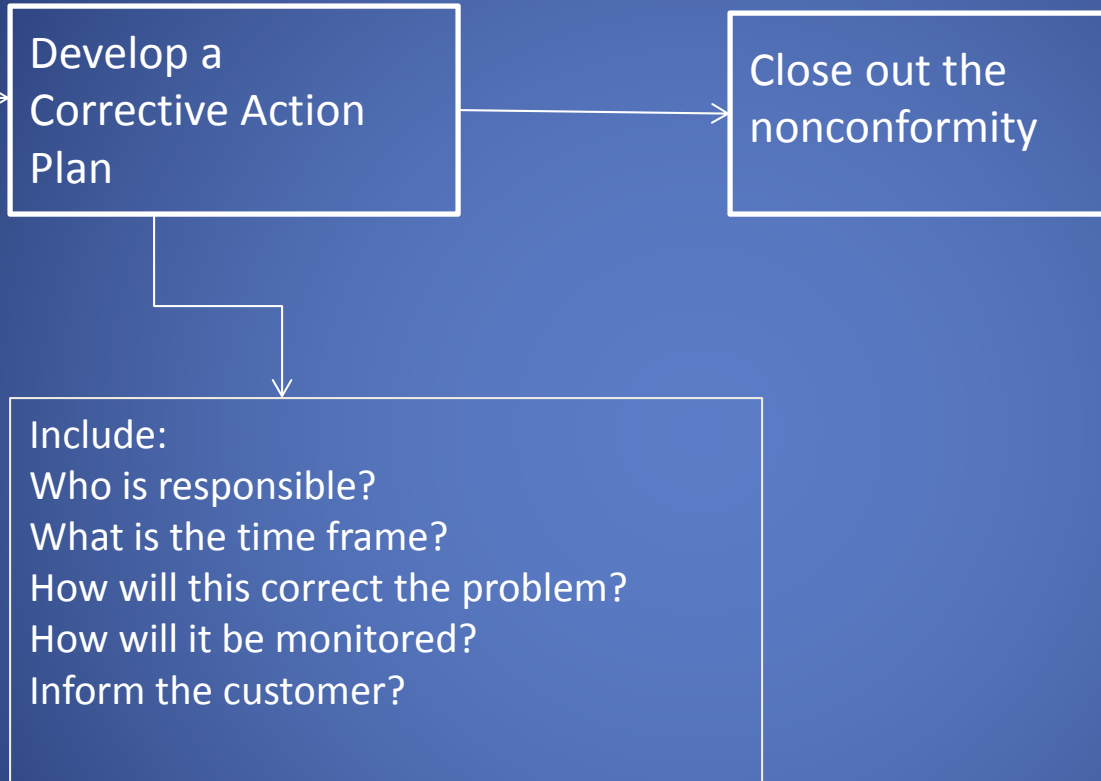 Develop a
Corrective Action
Plan
Close out the
nonconformity
Include:
Who is responsible?
What is the time frame?
How will this correct the problem?
How will it be monitored?
Inform the customer?